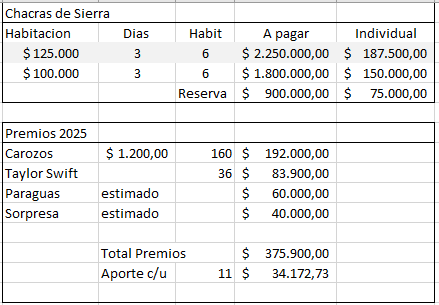 Chacras de Sierra
Habitacion Dias Habit A pagar Individual
$ 125.000 3 6 $ 2.250.000,00 $ 187.500,00
$ 100.000 3 6 $ 1.800.000,00 $ 150.000,00
Reserva $ 900.000,00 $ 75.000,00
Premios 2025
Carozos $ 1.200,00 160 $ 192.000,00
Taylor Swift 36 $ 83.900,00
Paraguas estimado $ 60.000,00
Sorpresa estimado $ 40.000,00
Total Premios $ 375.900,00
Aporte c/u 11 $ 34.172,73